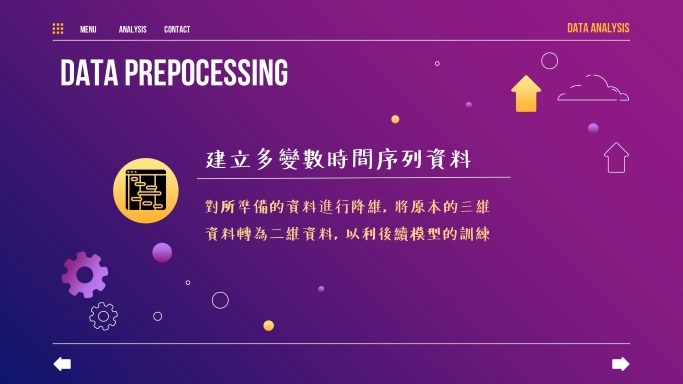 MENU ANALYSIS CONTACT DATA ANALYSIS
DATA PREPOCESSING
建立多變數時間序列資料
對所準備的資料進行降維, 將原本的三維
資料轉為二維資料, 以利後續模型的訓練